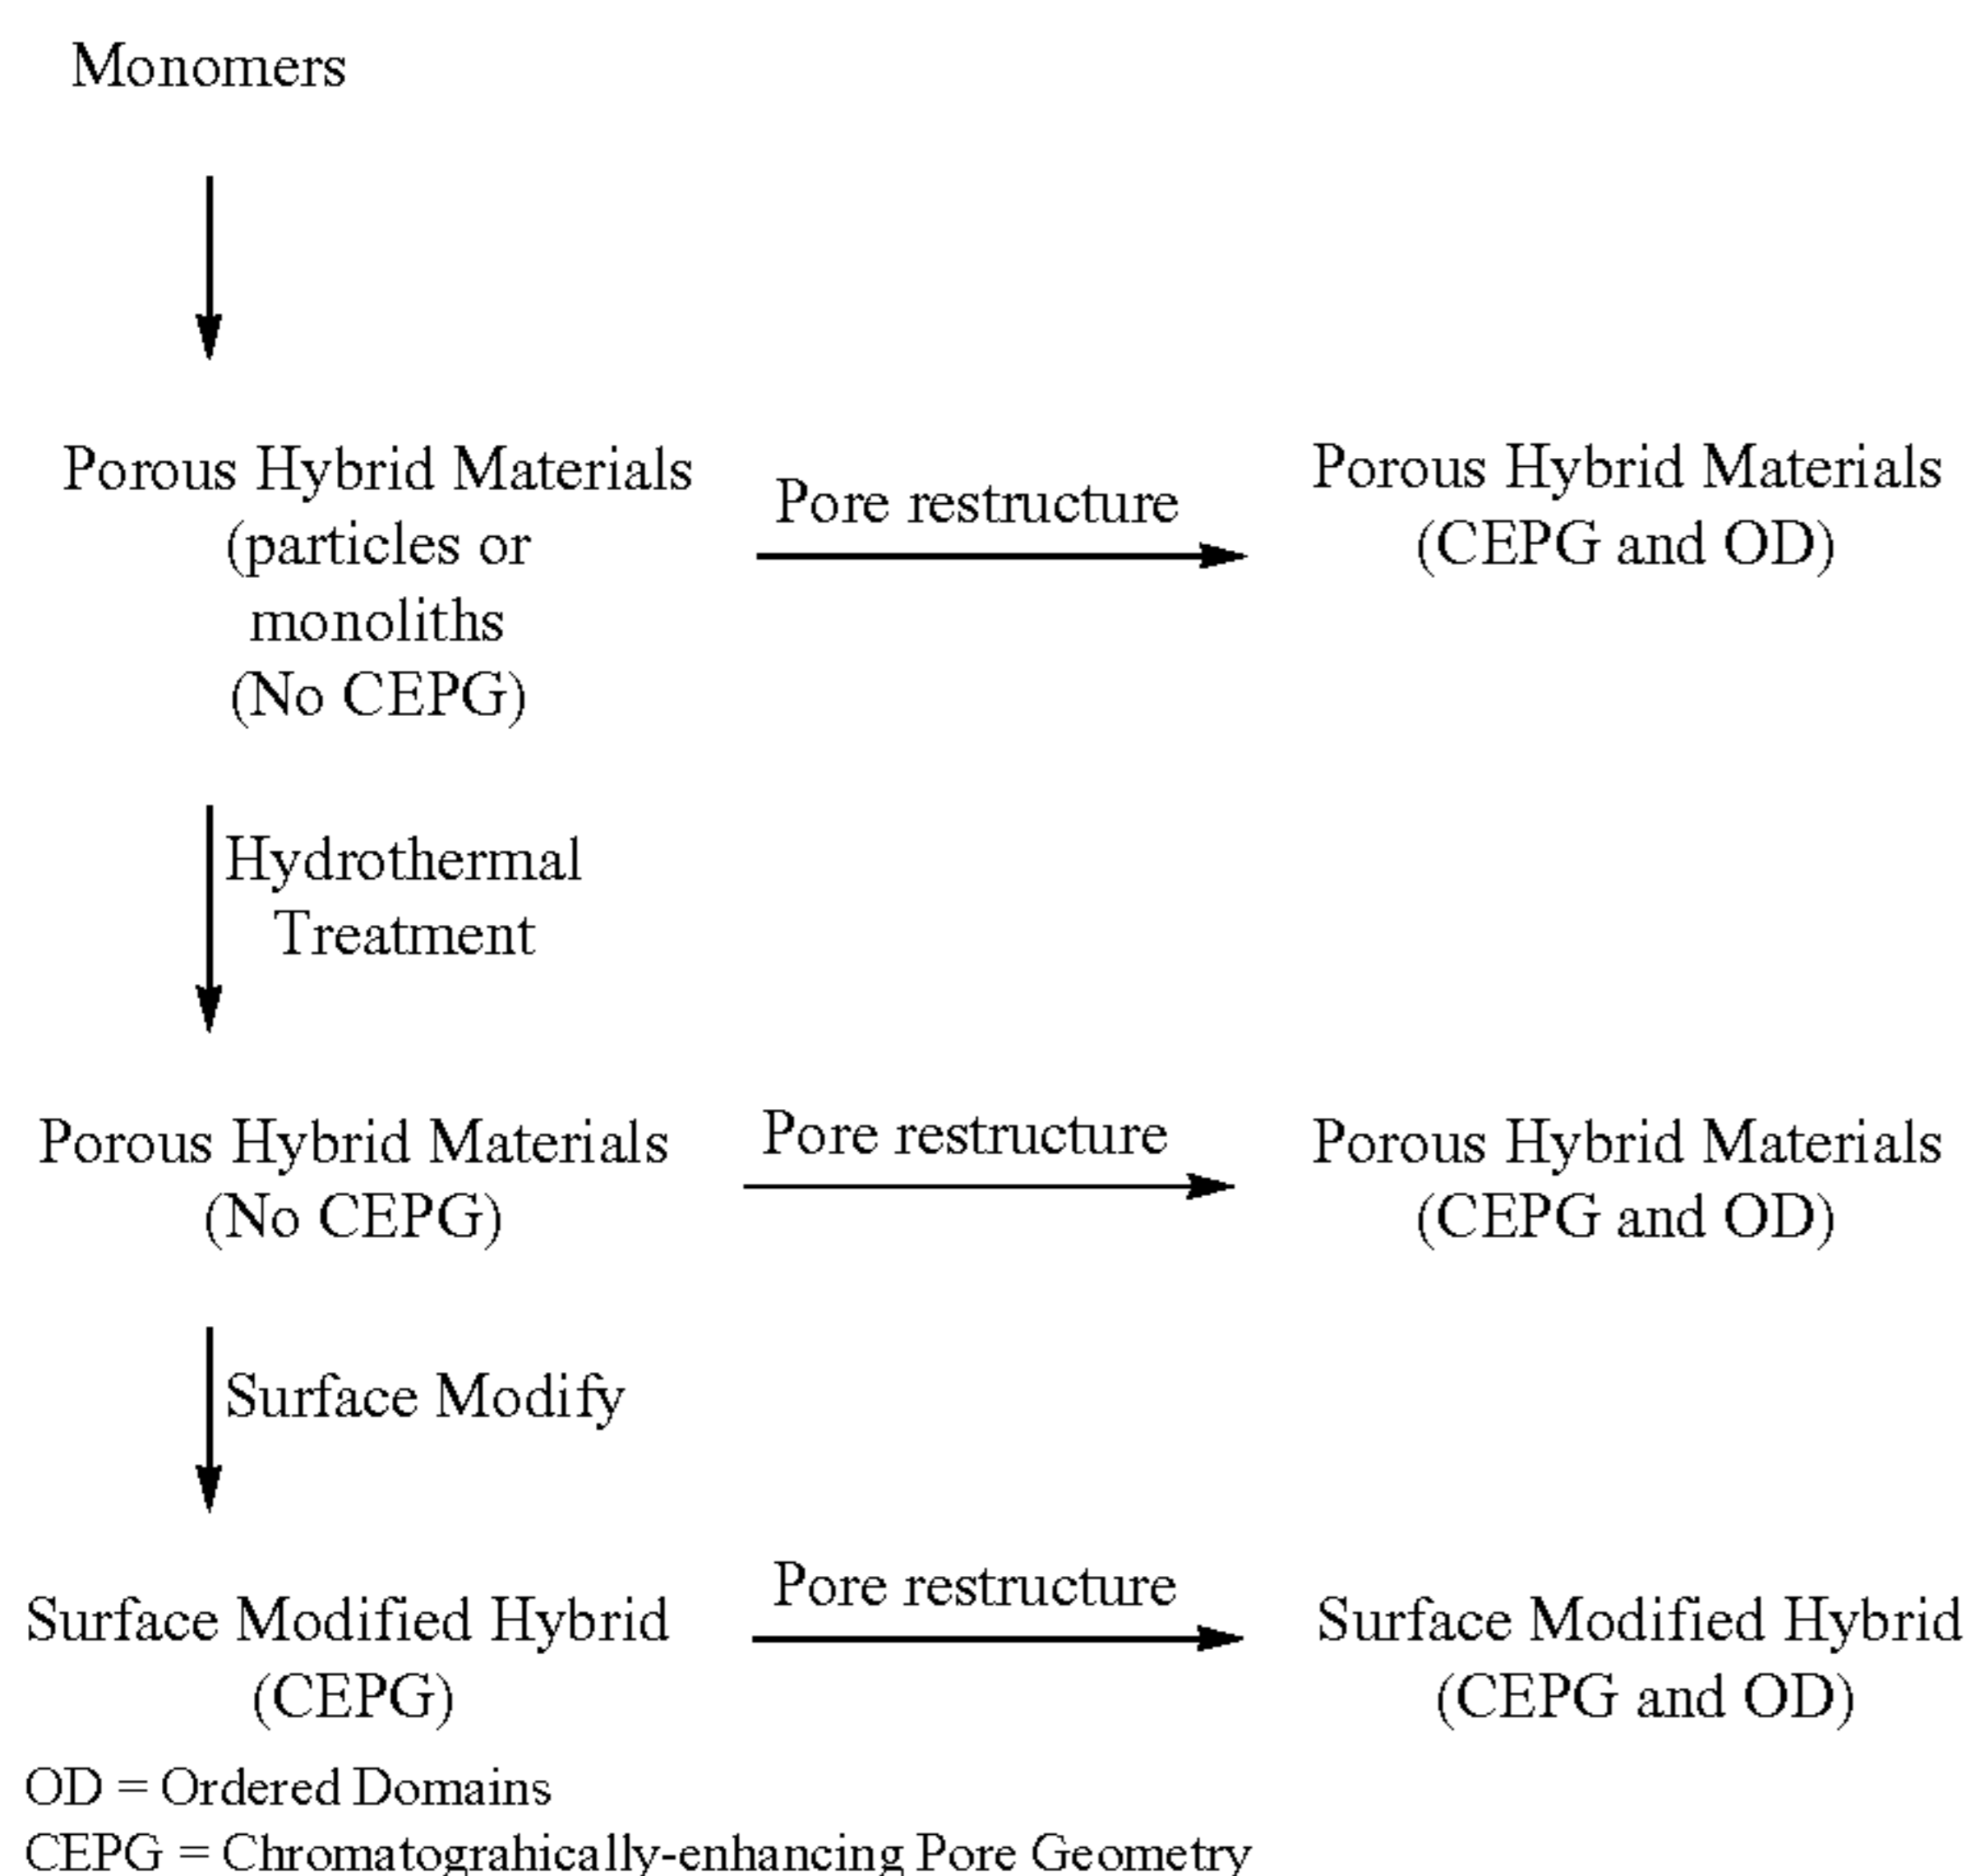 Monomers
Porous Hybrid Materials
(particles or
monoliths
(No CEPG)
Pore restructure
Porous Hybrid Materials
(CEPG and OD)
Hydrothermal
Treatment
Porous Hybrid Materials
(No CEPG)
Pore restructure
Porous Hybrid Materials
(CEPG and OD)
Surface Modify
Surface Modified Hybrid
(CEPG)
Pore restructure
Surface Modified Hybrid
(CEPG and OD)
OD = Ordered Domains
CEPG = Chromatograhically-enhancing Pore Geometry